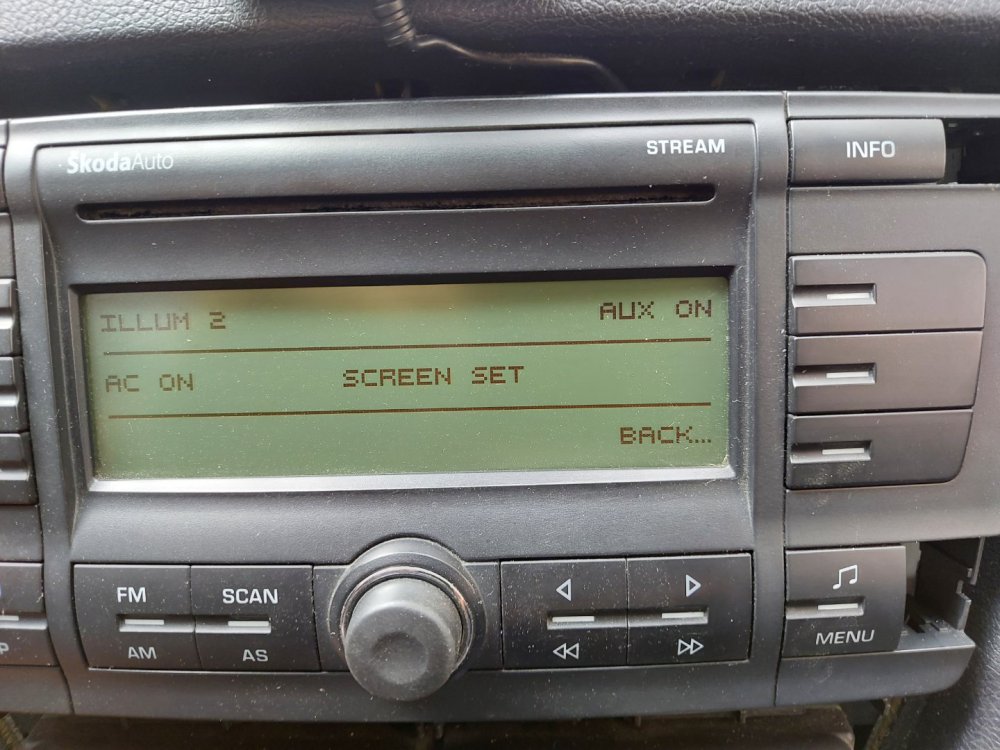 SkodaAuto
STREAM
INFO
ILLUM 2
AUX ON
AC ON
SCREEN SET
BACK...
FM
SCAN
AM
AS
MENU
P